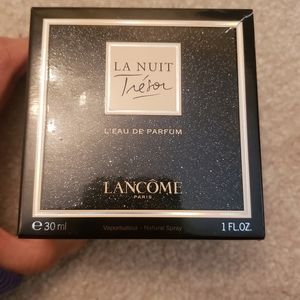 LA NUIT
Trésor
L'EAU DE PARFUM
LANCÔME
PARIS
℮ 30 ml Vaporisateur - Natural Spray 1 FL.OZ.